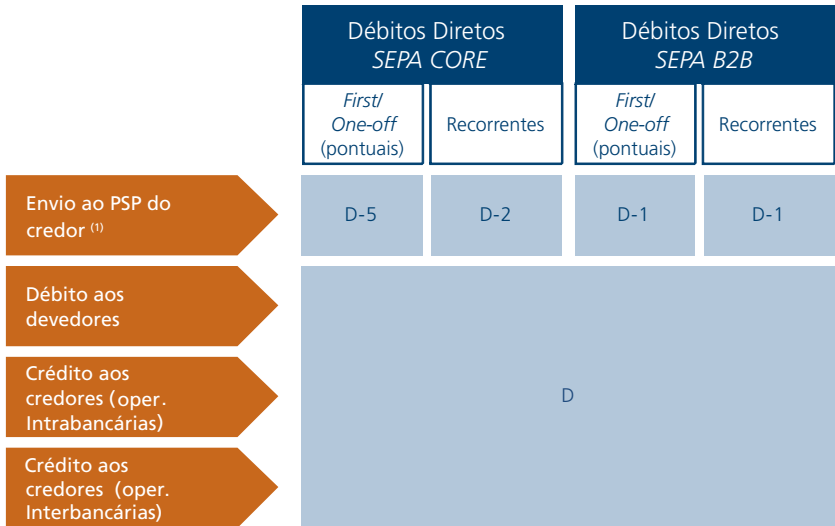 Débitos Diretos
SEPA CORE
Débitos Diretos
SEPA B2B
First/
One-off
(pontuais)
Recorrentes
First/
One-off
(pontuais)
Recorrentes
Envio ao PSP do
credor (1)
D-5
D-2
D-1
D-1
Débito aos
devedores
Crédito aos
credores (oper.
Intrabancárias)
D
Crédito aos
credores (oper.
Interbancárias)